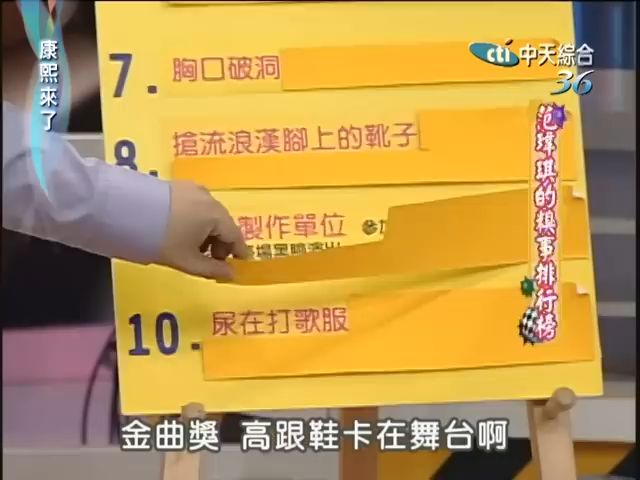 康熙來了
cti 中天綜合
36
7. 胸口破洞
8. 搶流浪漢腳上的靴子
製作單位
10. 尿在打歌服
范瑋琪的糗事排行榜
金曲獎 高跟鞋卡在舞台啊